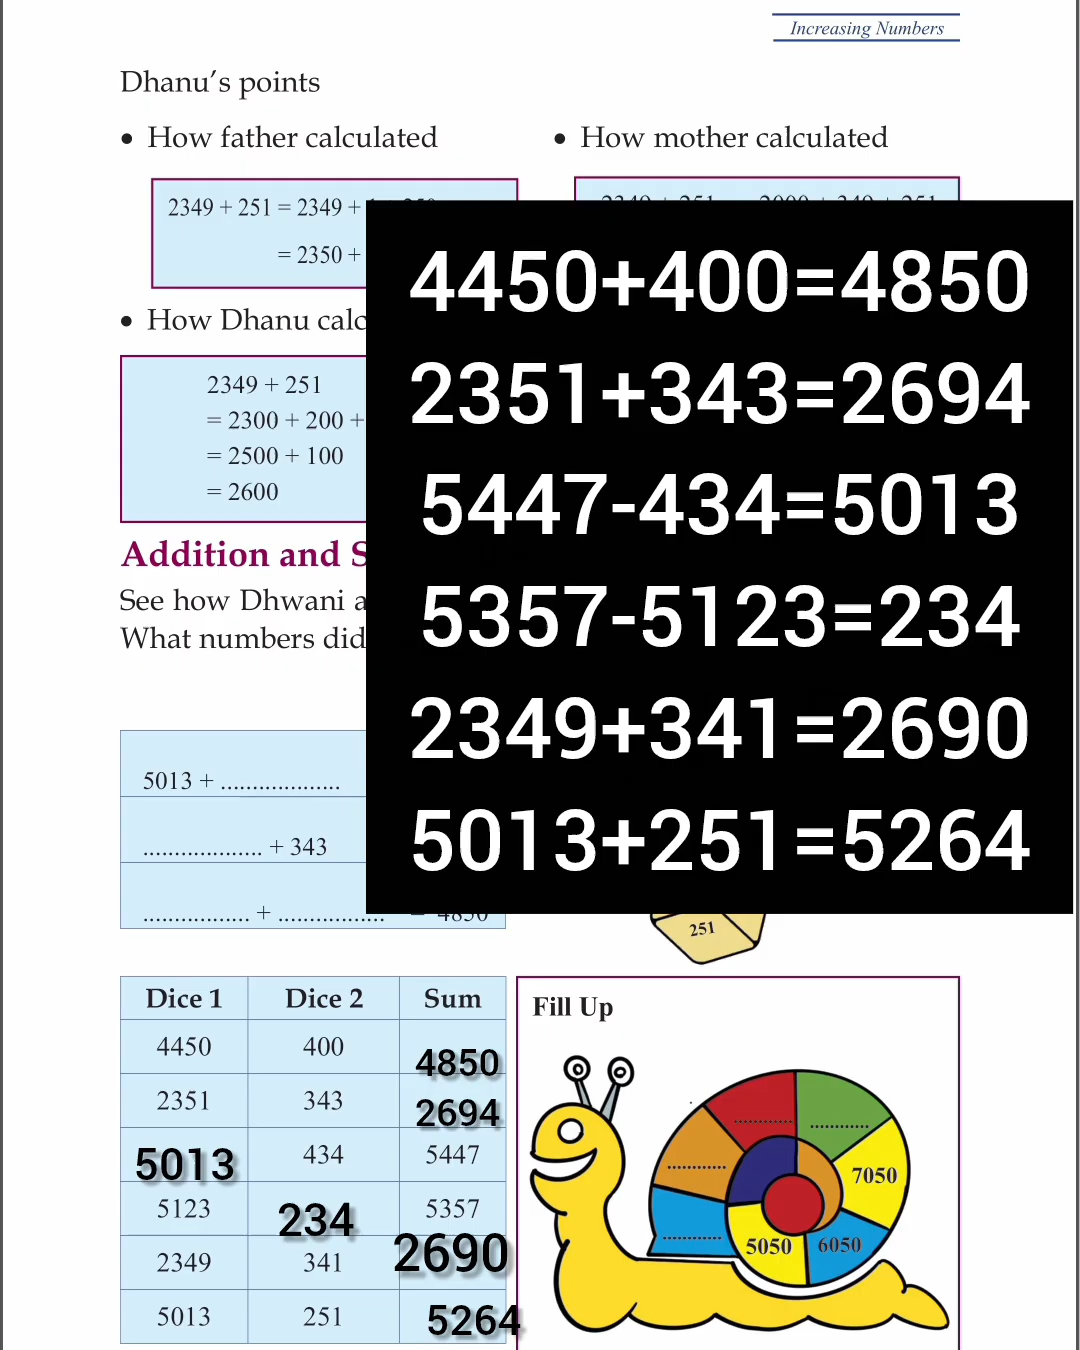 Increasing Numbers
Dhanu's points
• How father calculated
• How mother calculated
2349 + 251 = 2349 +
= 2350 +
• How Dhanu calc
2349 + 251
= 2300 + 200 +
= 2500 + 100
= 2600
4450+400=4850
2351+343=2694
5447-434=5013
5357-5123=234
2349+341=2690
5013+251=5264
Addition and S
See how Dhwani a
What numbers did
5013 + ...................
................... + 343
................. + ................. = 4850
251
Dice 1 Dice 2 Sum
4450 400 4850
2351 343 2694
5013 434 5447
5123 234 5357
2349 341 2690
5013 251 5264
Fill Up
............
............
............
............
7050
5050 6050